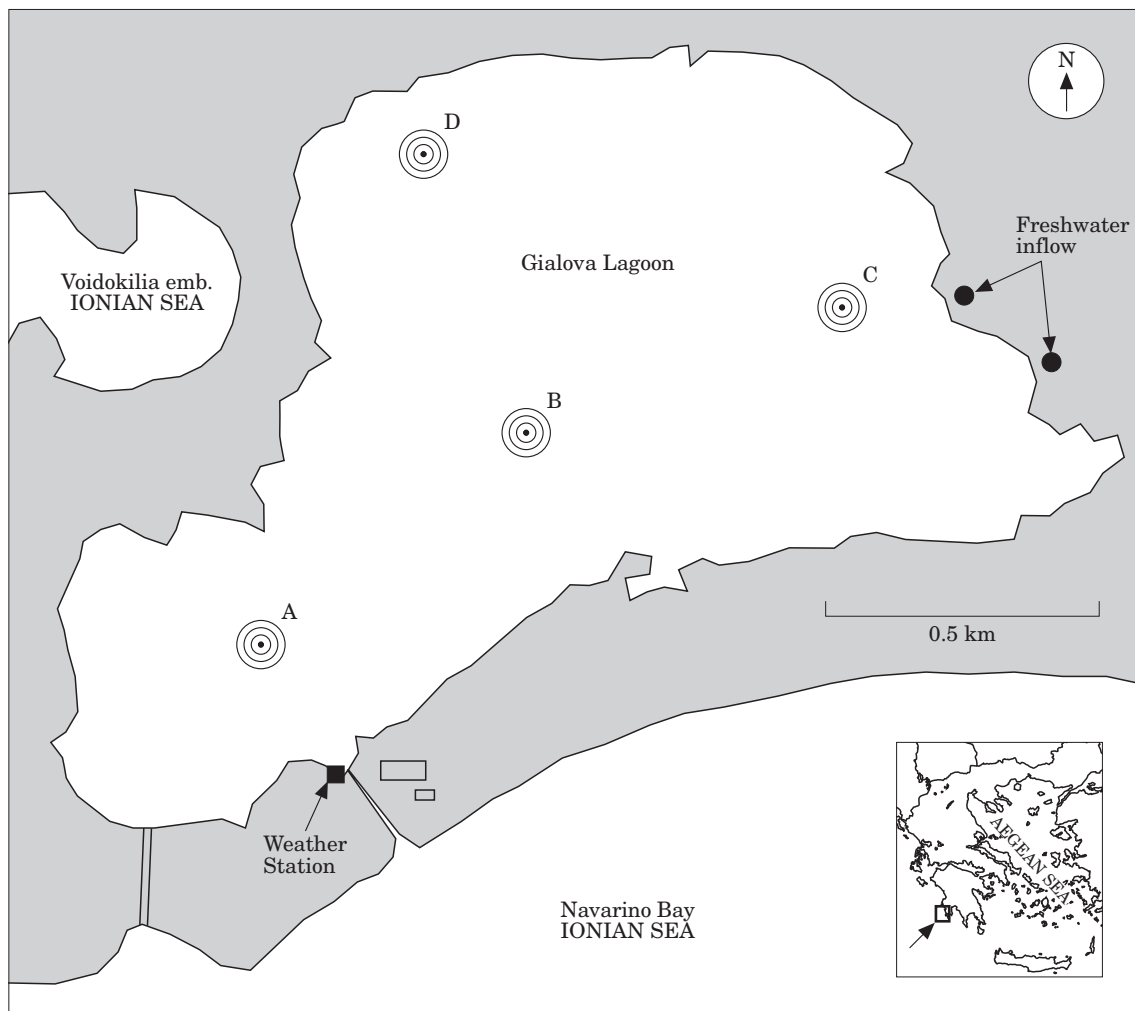 N
D
Freshwater
inflow
Gialova Lagoon
C
Voidokilia emb.
IONIAN SEA
B
A
0.5 km
Weather
Station
AEGEAN SEA
Navarino Bay
IONIAN SEA